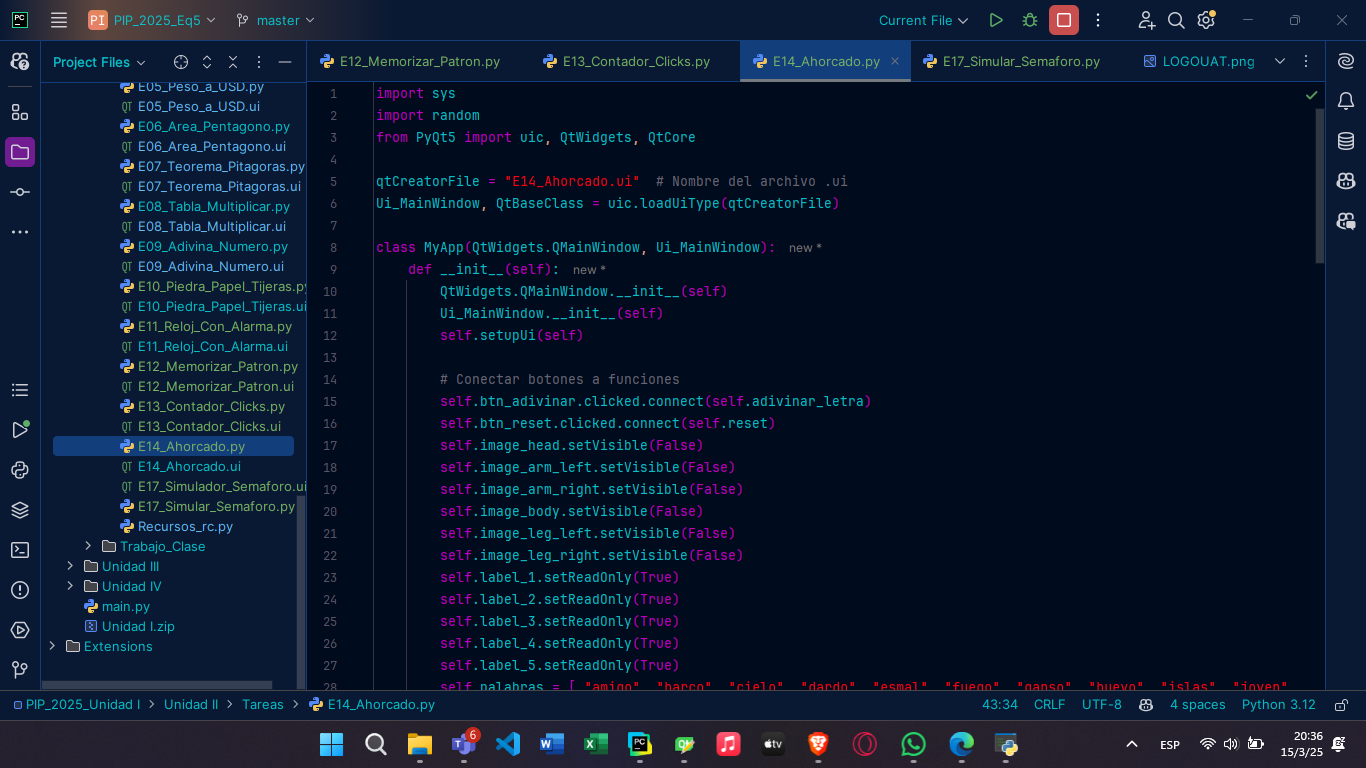 PC
PI PIP_2025_Eq5
master
Current File
Project Files
E12_Memorizar_Patron.py
E13_Contador_Clicks.py
E14_Ahorcado.py
E17_Simular_Semaforo.py
LOGOUAT.png
E05_Peso_a_USD.py
QT E05_Peso_a_USD.ui
E06_Area_Pentagono.py
QT E06_Area_Pentagono.ui
E07_Teorema_Pitagoras.py
QT E07_Teorema_Pitagoras.ui
E08_Tabla_Multiplicar.py
QT E08_Tabla_Multiplicar.ui
E09_Adivina_Numero.py
QT E09_Adivina_Numero.ui
E10_Piedra_Papel_Tijeras.py
QT E10_Piedra_Papel_Tijeras.ui
E11_Reloj_Con_Alarma.py
QT E11_Reloj_Con_Alarma.ui
E12_Memorizar_Patron.py
QT E12_Memorizar_Patron.ui
E13_Contador_Clicks.py
QT E13_Contador_Clicks.ui
E14_Ahorcado.py
QT E14_Ahorcado.ui
QT E17_Simulador_Semaforo.ui
E17_Simular_Semaforo.py
Recursos_rc.py
Trabajo_Clase
Unidad III
Unidad IV
main.py
Unidad I.zip
Extensions
1 import sys
2 import random
3 from PyQt5 import uic, QtWidgets, QtCore
4
5 qtCreatorFile = "E14_Ahorcado.ui"  # Nombre del archivo .ui
6 Ui_MainWindow, QtBaseClass = uic.loadUiType(qtCreatorFile)
7
8 class MyApp(QtWidgets.QMainWindow, Ui_MainWindow): new *
9 def __init__(self): new *
10 QtWidgets.QMainWindow.__init__(self)
11 Ui_MainWindow.__init__(self)
12 self.setupUi(self)
13
14 # Conectar botones a funciones
15 self.btn_adivinar.clicked.connect(self.adivinar_letra)
16 self.btn_reset.clicked.connect(self.reset)
17 self.image_head.setVisible(False)
18 self.image_arm_left.setVisible(False)
19 self.image_arm_right.setVisible(False)
20 self.image_body.setVisible(False)
21 self.image_leg_left.setVisible(False)
22 self.image_leg_right.setVisible(False)
23 self.label_1.setReadOnly(True)
24 self.label_2.setReadOnly(True)
25 self.label_3.setReadOnly(True)
26 self.label_4.setReadOnly(True)
27 self.label_5.setReadOnly(True)
28 self.palabras = [ "amigo", "barco", "cielo", "dardo", "esmal", "fuego", "ganso", "huevo", "islas", "joven",
PIP_2025_Unidad I > Unidad II > Tareas > E14_Ahorcado.py
43:34 CRLF UTF-8 4 spaces Python 3.12
6
tv
ESP
20:36
15/3/25